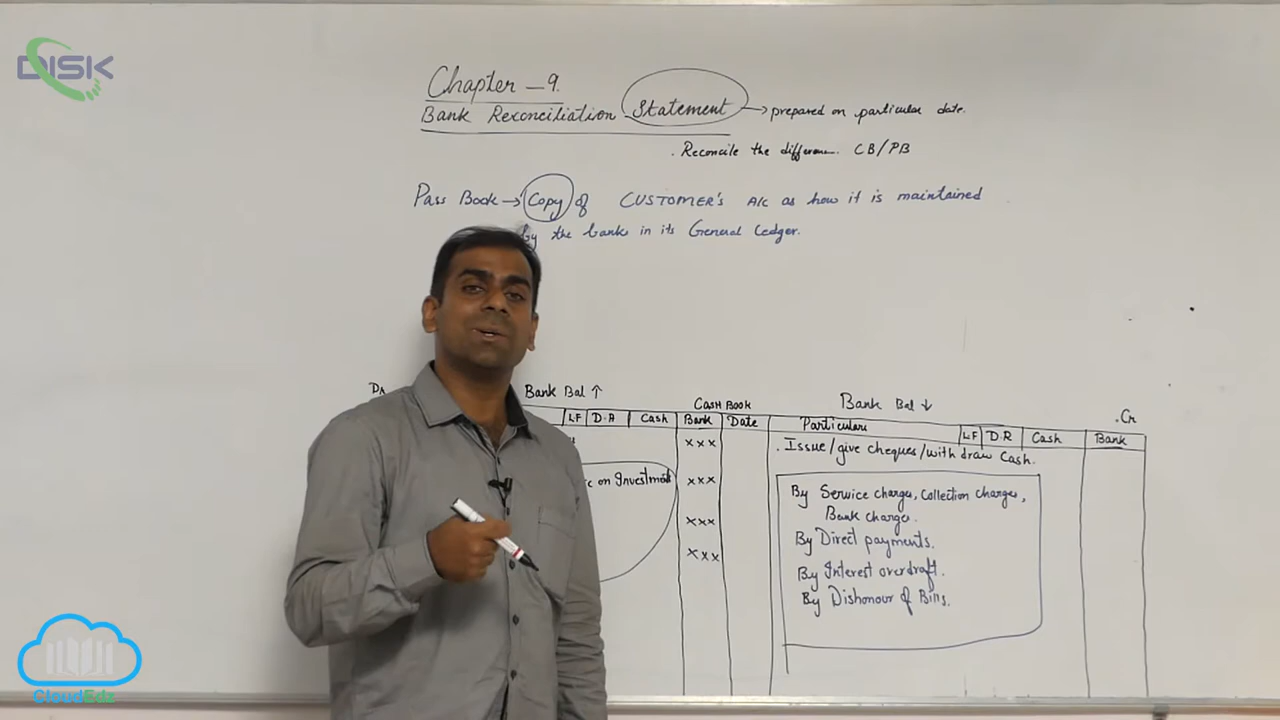 DISK
Chapter - 9.
Bank Reconciliation Statement → prepared on particular date.
. Reconcile the difference. CB/PB
Pass Book → Copy of CUSTOMER'S A/c as how it is maintained
by the bank in its General Ledger.
Bank Bal ↑
CASH BOOK
Bank Bal ↓
.Cr
LF D.A Cash Bank Date Particulars LF D.R Cash Bank
xxx . Issue/give cheques/with draw Cash.
on Investment xxx
By Service charges, Collection charges,
xxx Bank charges.
By Direct payments.
xxx
By Interest overdraft.
By Dishonour of Bills.
CloudEdz